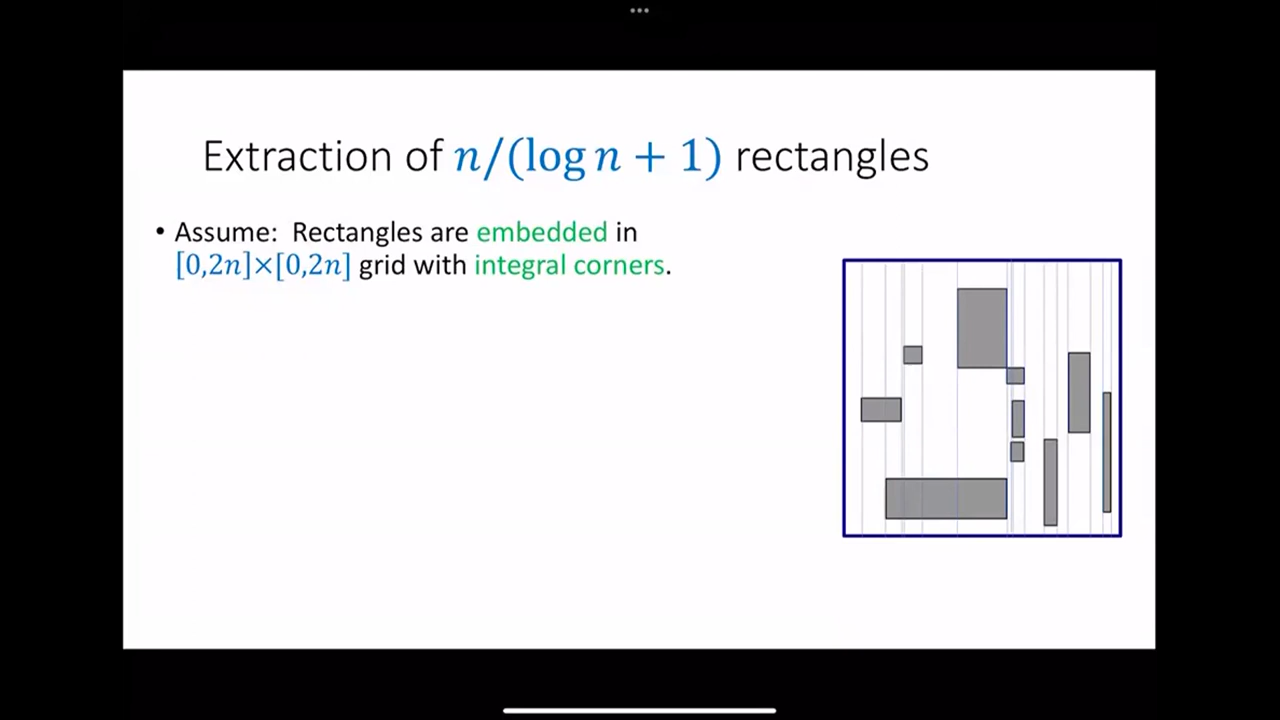 Extraction of n/(log n + 1) rectangles
• Assume: Rectangles are embedded in
[0,2n]×[0,2n] grid with integral corners.